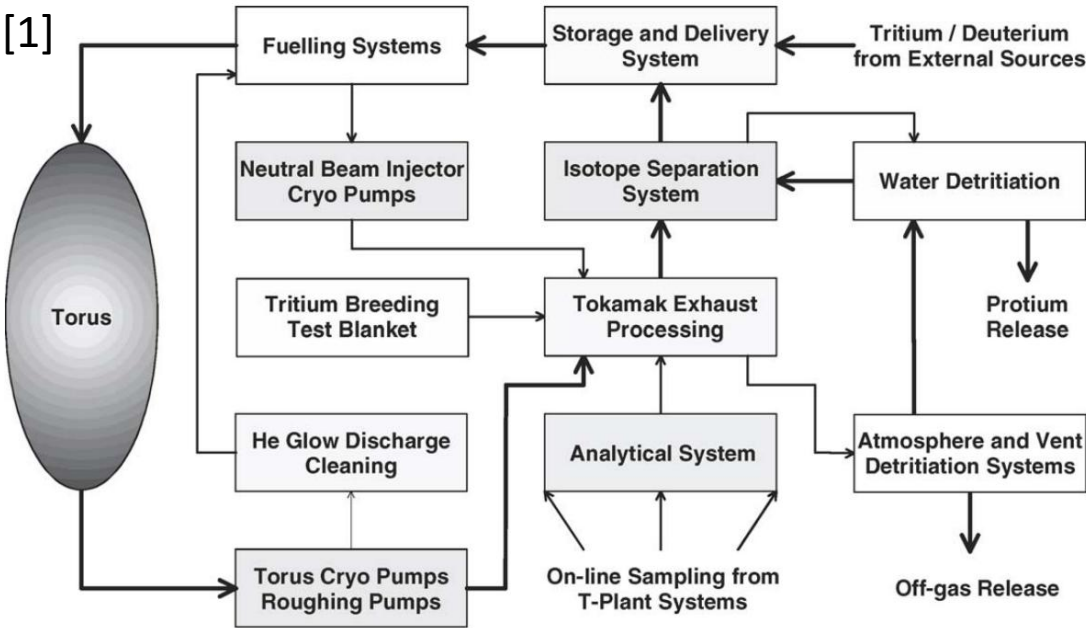 [1]
Fuelling Systems
Storage and Delivery
System
Tritium / Deuterium
from External Sources
Neutral Beam Injector
Cryo Pumps
Isotope Separation
System
Water Detritiation
Torus
Tritium Breeding
Test Blanket
Tokamak Exhaust
Processing
Protium
Release
He Glow Discharge
Cleaning
Analytical System
Atmosphere and Vent
Detritiation Systems
Torus Cryo Pumps
Roughing Pumps
On-line Sampling from
T-Plant Systems
Off-gas Release